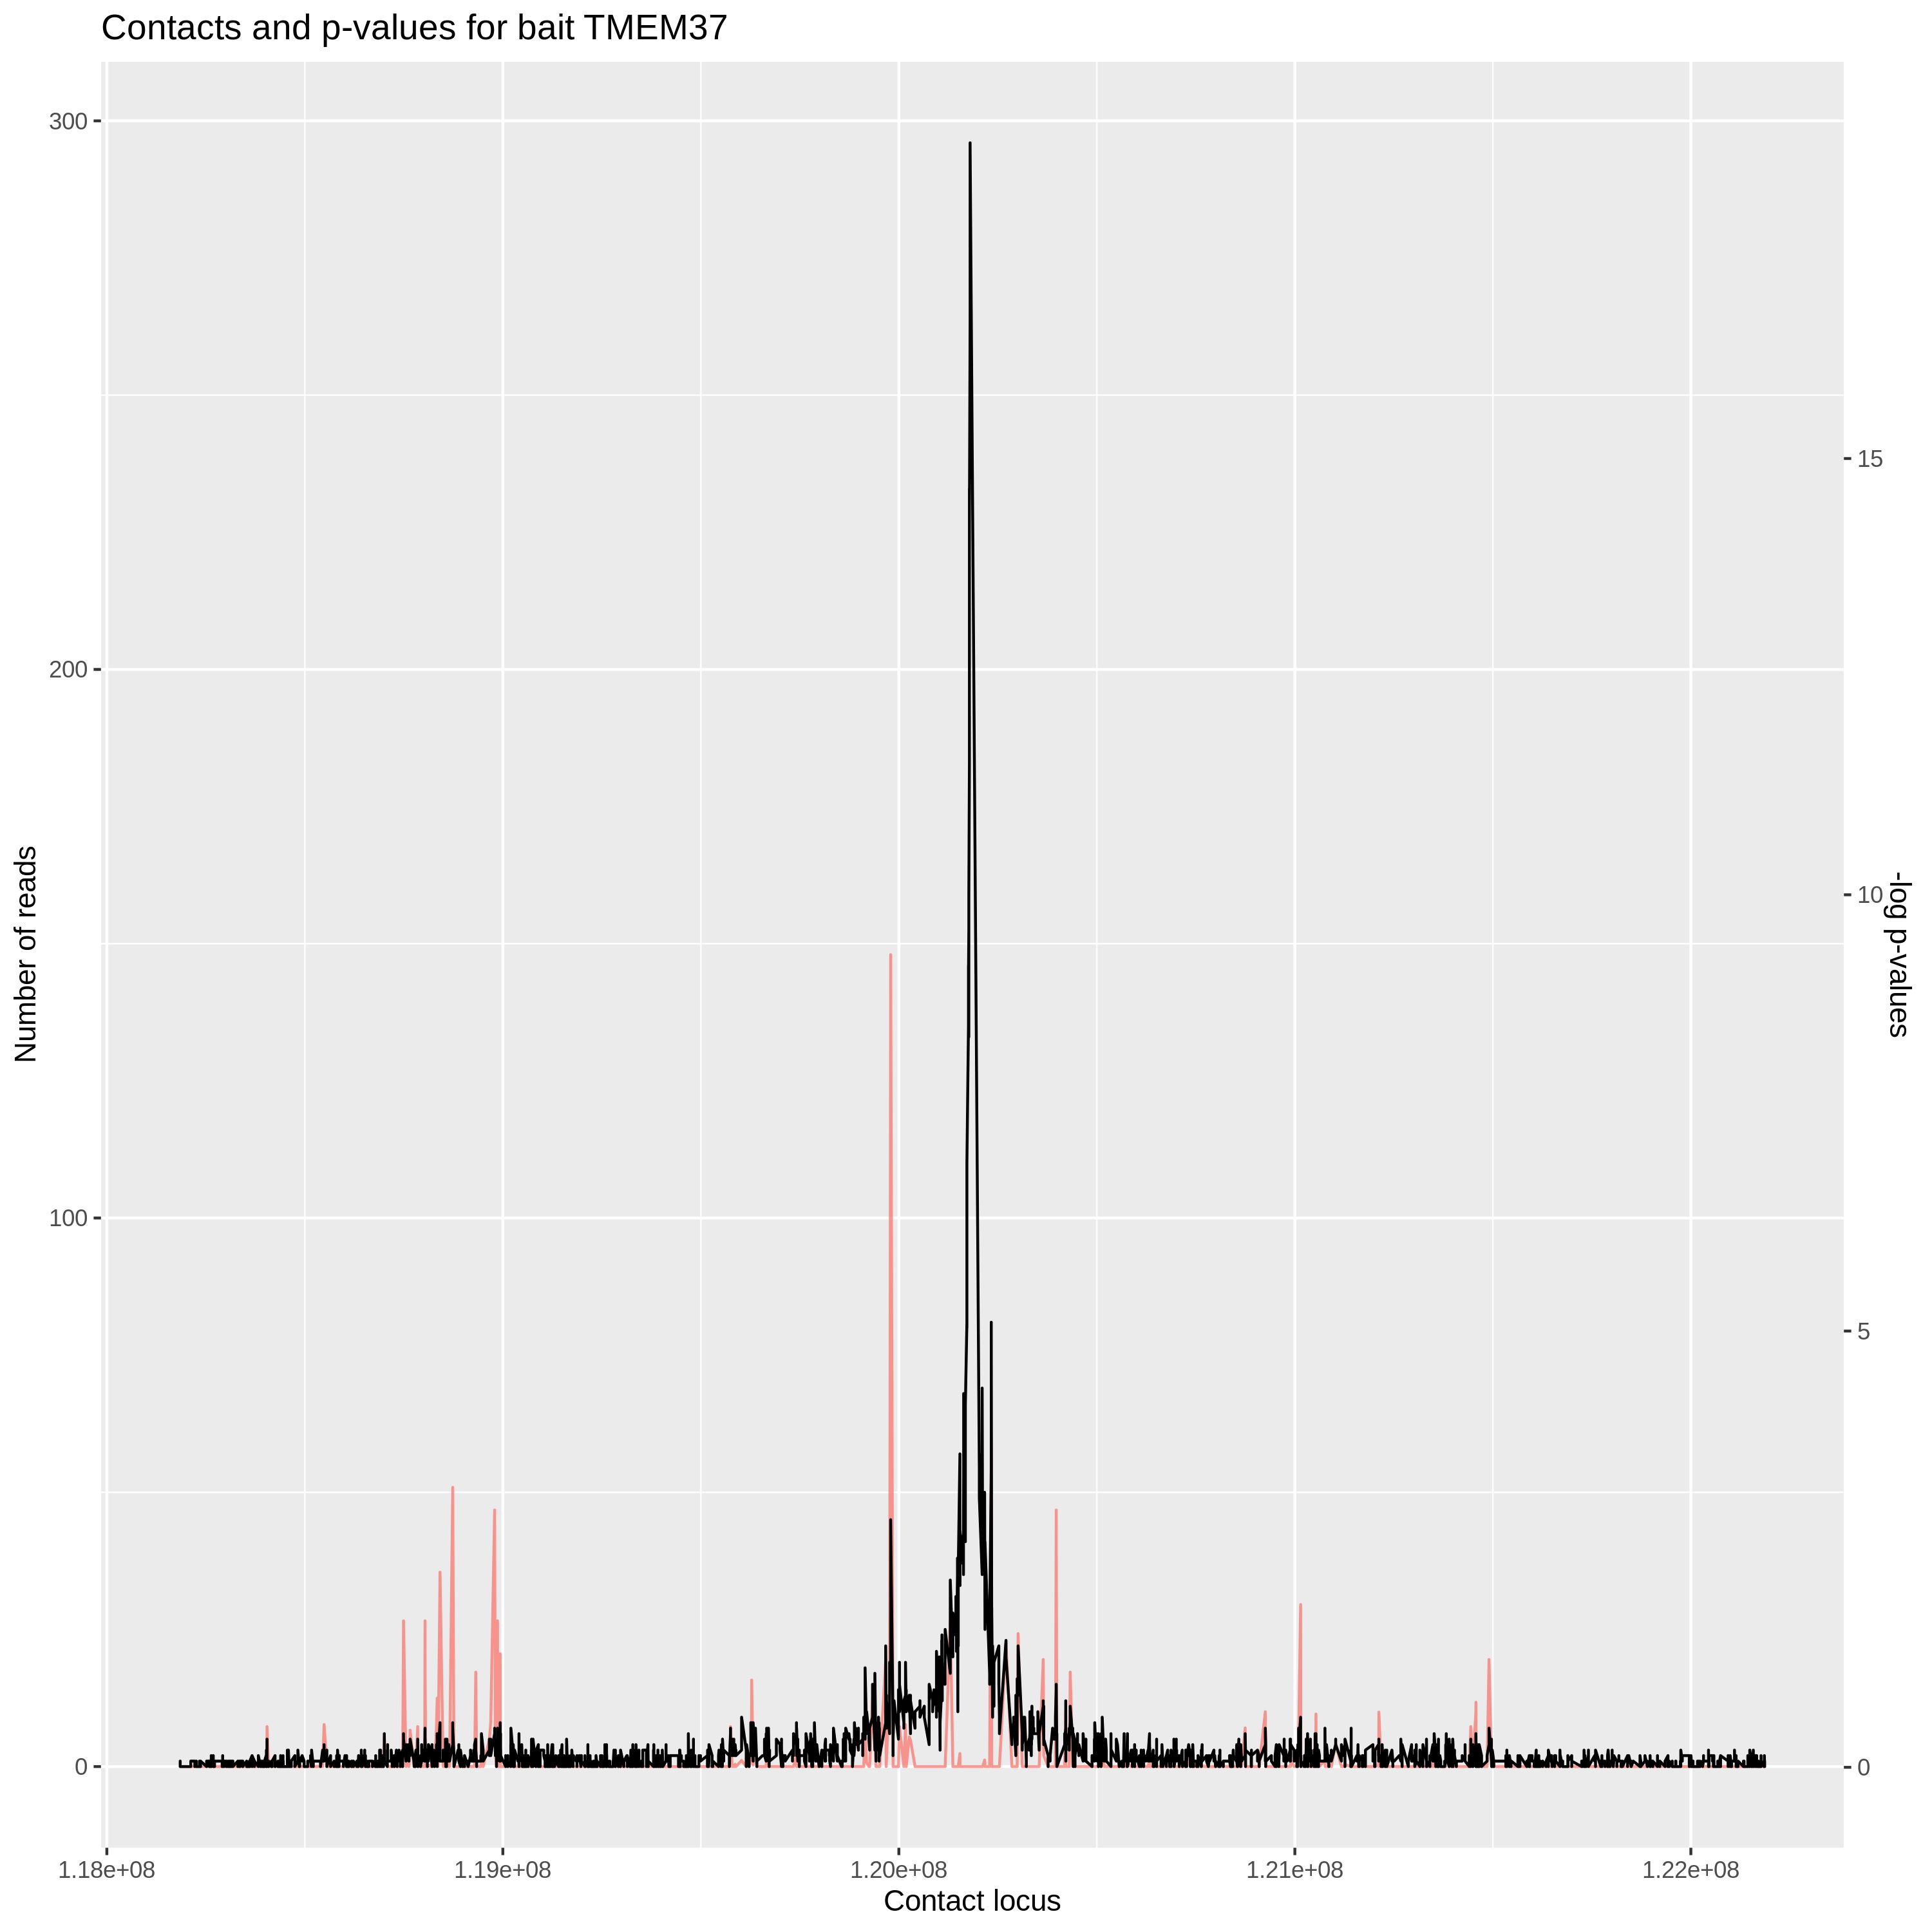 Contacts and p-values for bait TMEM37
300
200
100
0
Number of reads
15
10
5
0
-log p-values
1.18e+08
1.19e+08
1.20e+08
1.21e+08
1.22e+08
Contact locus